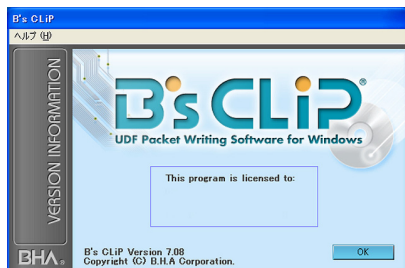 B's CLiP
ヘルプ(H)
VERSION INFORMATION
B's CLiP®
UDF Packet Writing Software for Windows
This program is licensed to:
B's CLiP Version 7.08
Copyright (C) B.H.A Corporation.
BHA®
OK